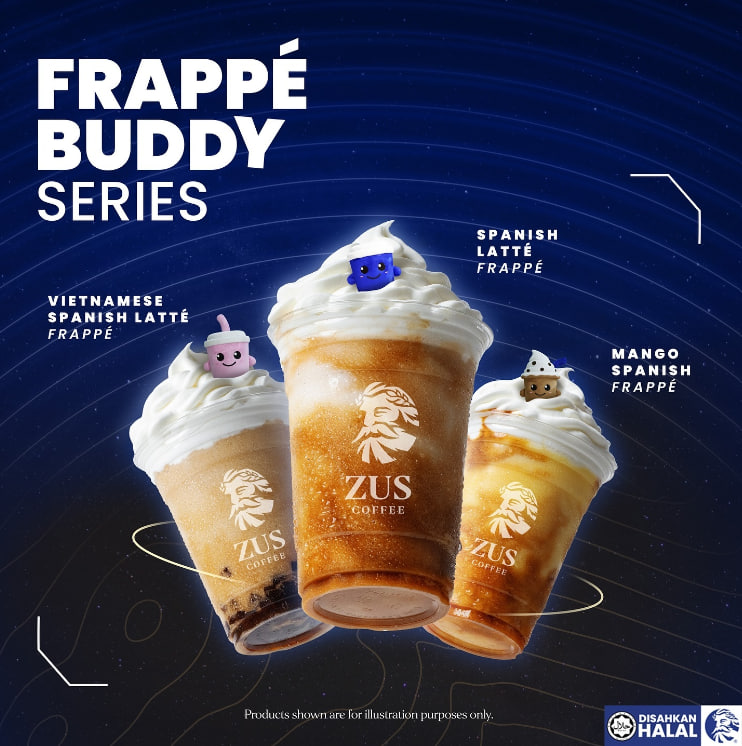 FRAPPÉ
BUDDY
SERIES
SPANISH
LATTÉ
FRAPPÉ
VIETNAMESE
SPANISH LATTÉ
FRAPPÉ
MANGO
SPANISH
FRAPPÉ
ZUS
COFFEE
ZUS
COFFEE
ZUS
COFFEE
Products shown are for illustration purposes only.
حلال
DISAHKAN
HALAL